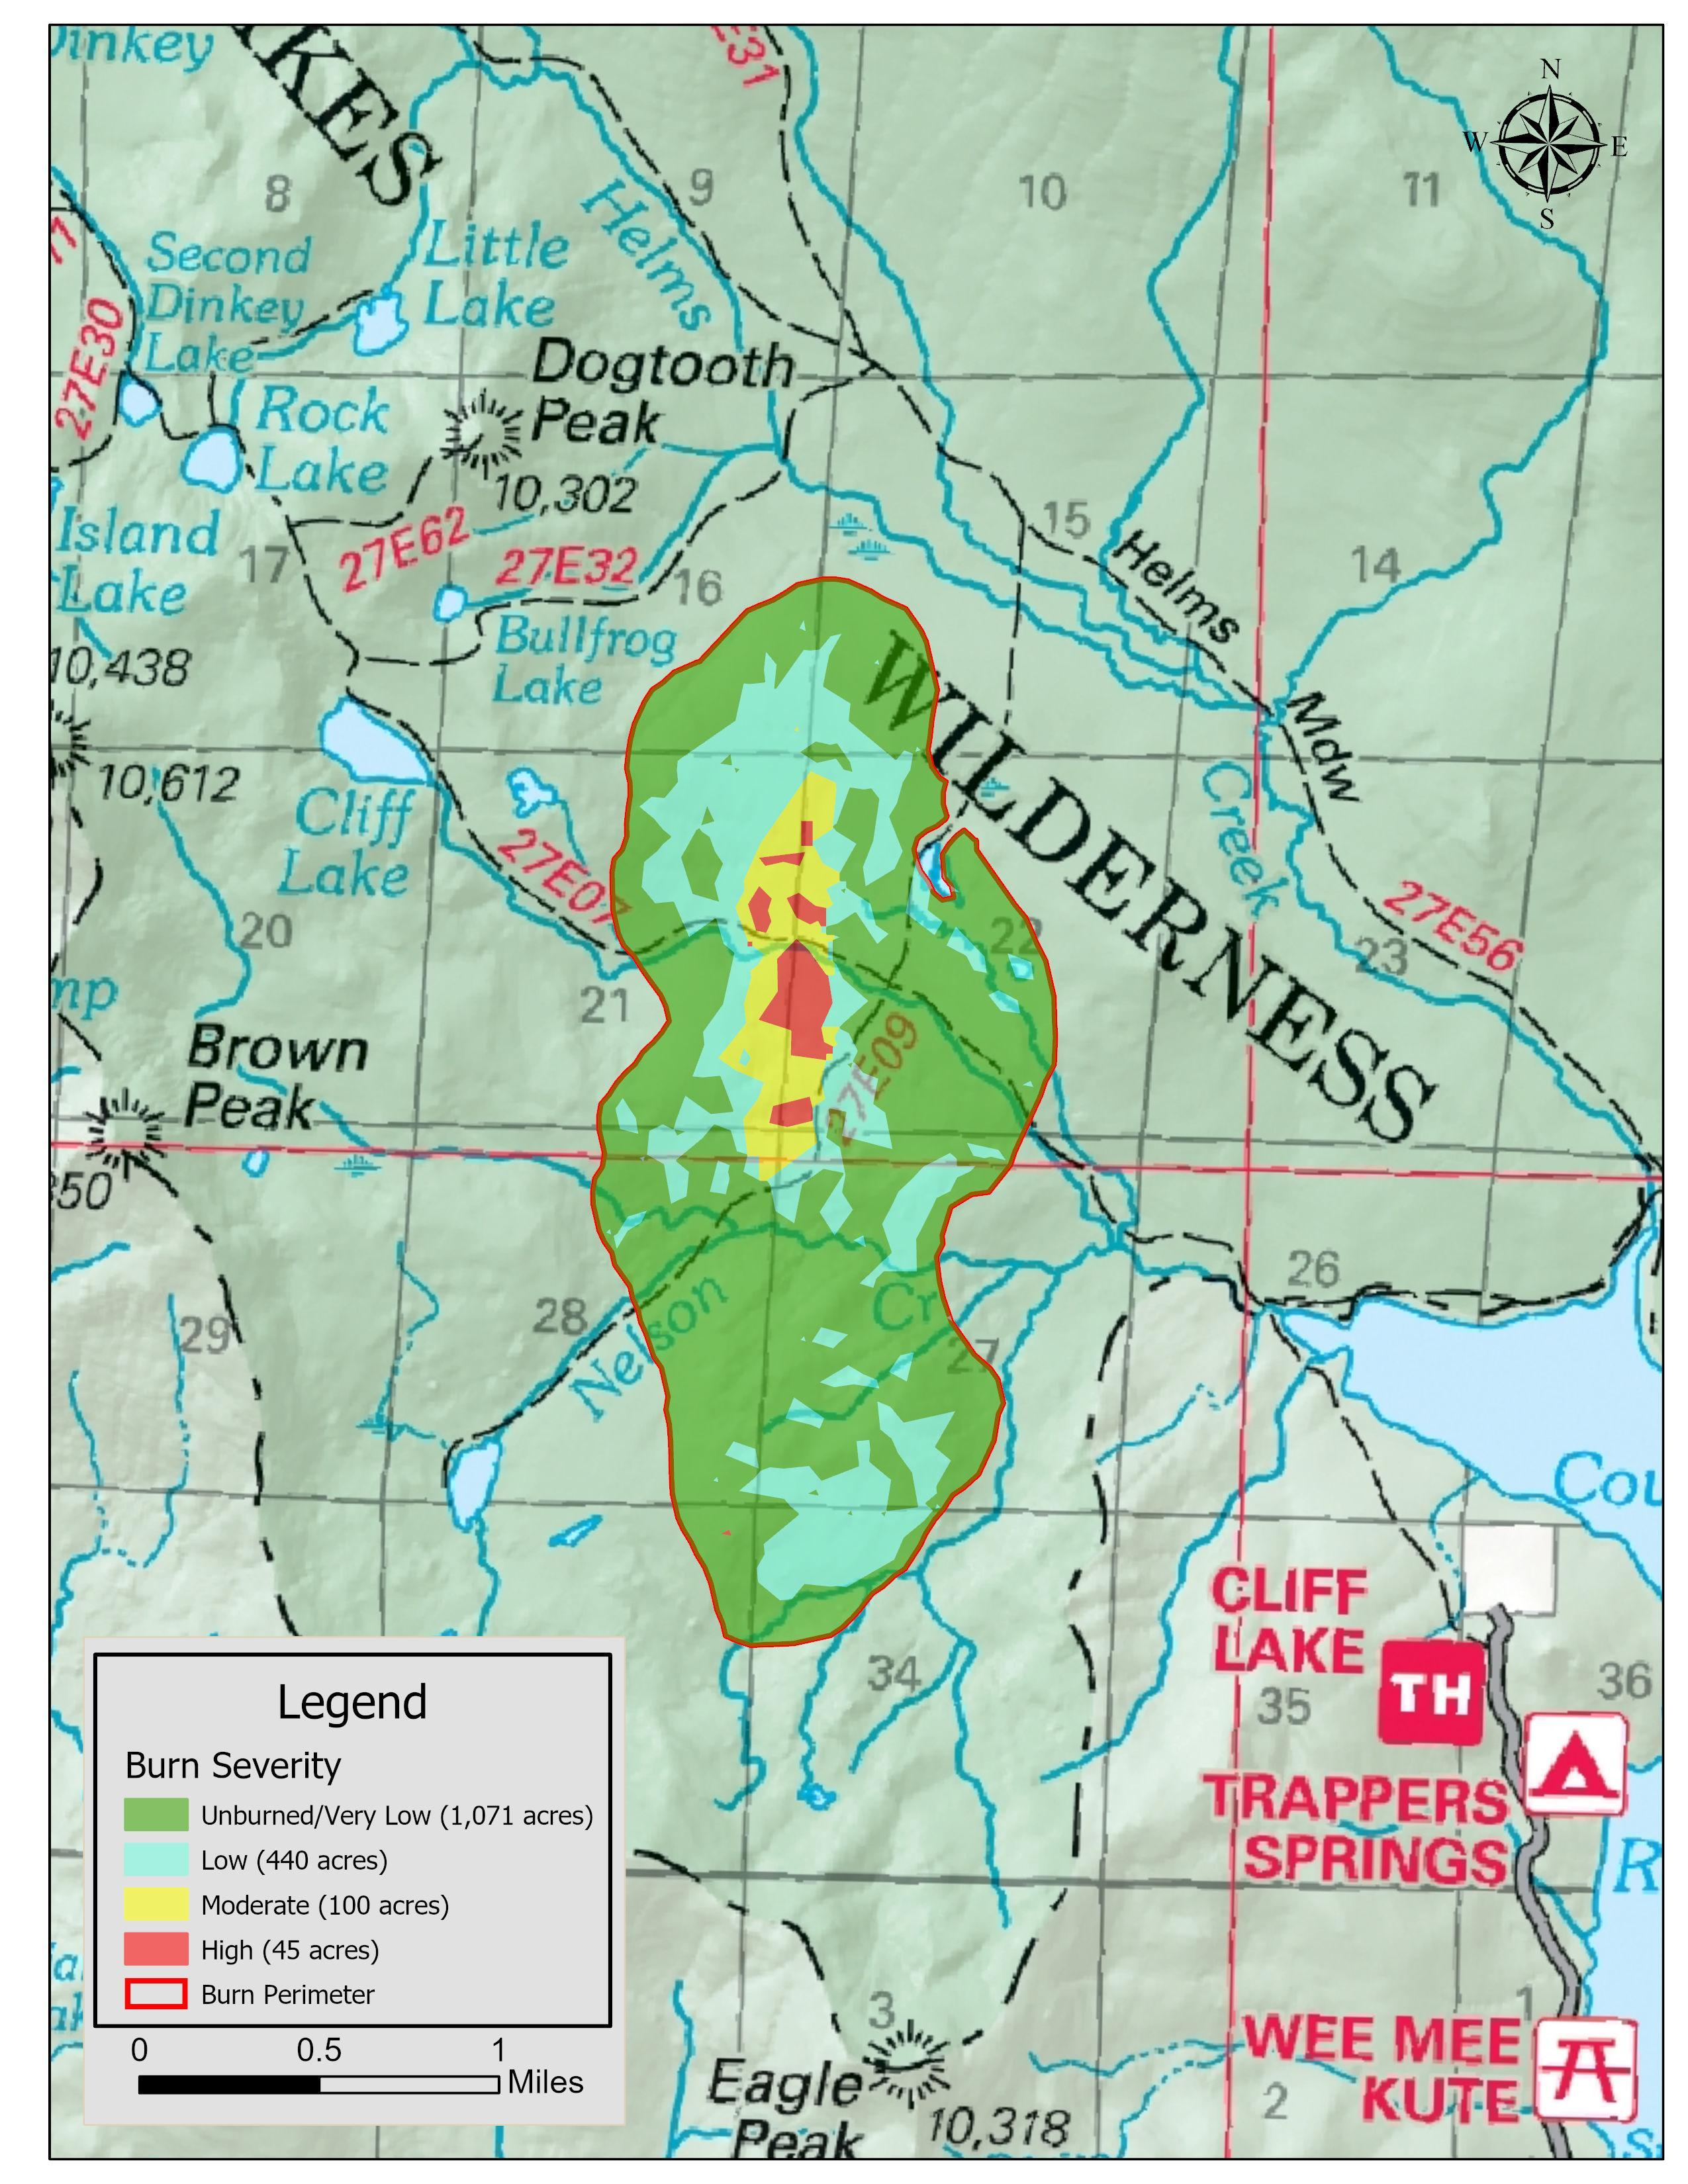 Dinkey
KES
E31
N
W
E
S
8
9
10
11
Helms
Second
Dinkey
Lake
Little
Lake
27E30
Dogtooth
Peak
10,302
Rock
Lake
Island
Lake
17
27E62
27E32
16
15
14
Helms
Mdw
Creek
Bullfrog
Lake
10,438
10,612
WILDERNESS
Cliff
Lake
27E07
20
21
22
23
27E56
mp
Brown
Peak
27E09
26
29
28
Nelson
Cr
27
Cou
CLIFF
LAKE
TH
34
35
36
TRAPPERS
SPRINGS
R
Legend
Burn Severity
Unburned/Very Low (1,071 acres)
Low (440 acres)
Moderate (100 acres)
High (45 acres)
Burn Perimeter
0 0.5 1
Miles
3
1
WEE MEE
KUTE
2
Eagle
Peak
10,318